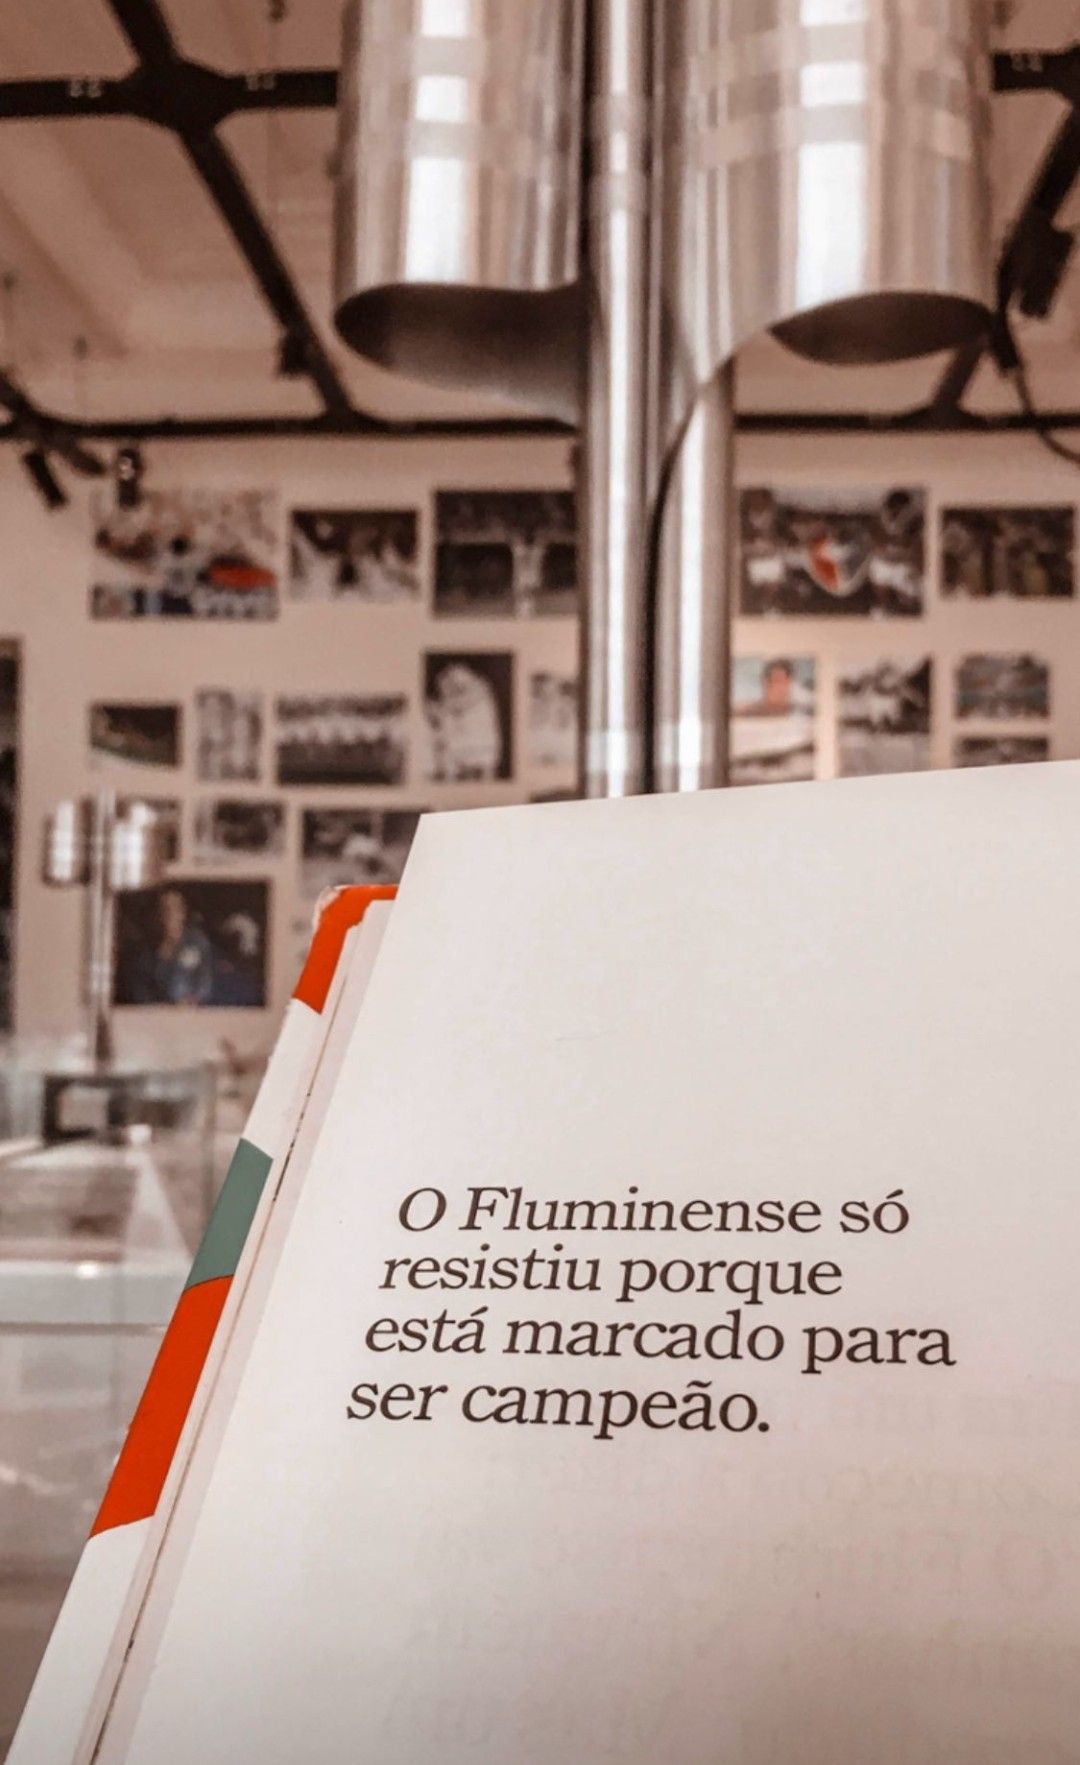 O Fluminense só
resistiu porque
está marcado para
ser campeão.